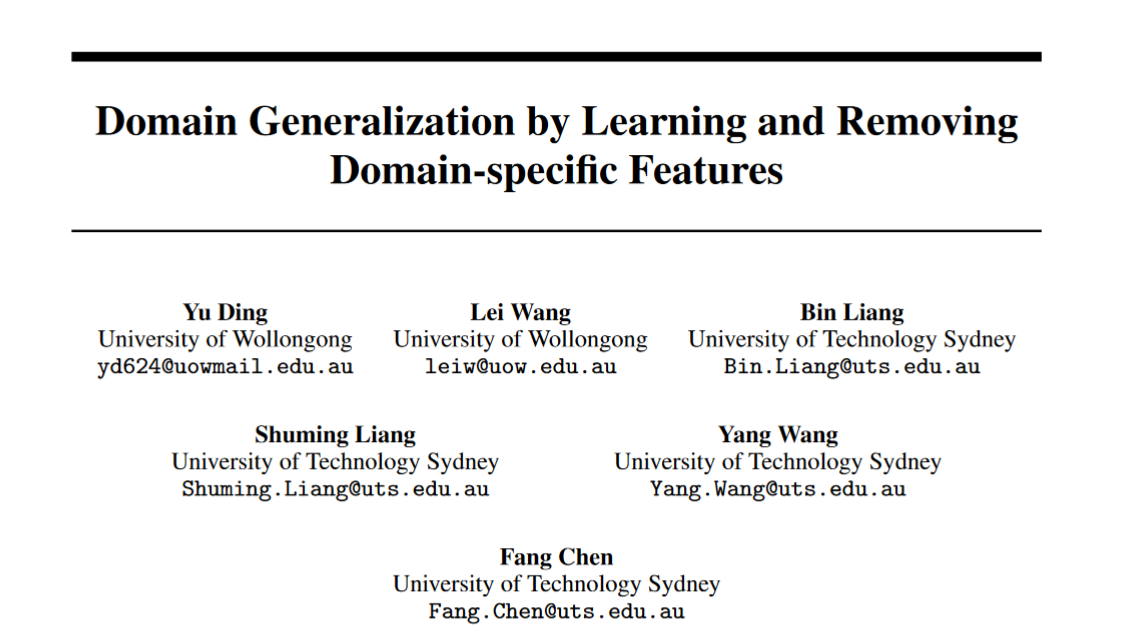 Domain Generalization by Learning and Removing
Domain-specific Features
Yu Ding
University of Wollongong
yd624@uowmail.edu.au
Lei Wang
University of Wollongong
leiw@uow.edu.au
Bin Liang
University of Technology Sydney
Bin.Liang@uts.edu.au
Shuming Liang
University of Technology Sydney
Shuming.Liang@uts.edu.au
Yang Wang
University of Technology Sydney
Yang.Wang@uts.edu.au
Fang Chen
University of Technology Sydney
Fang.Chen@uts.edu.au